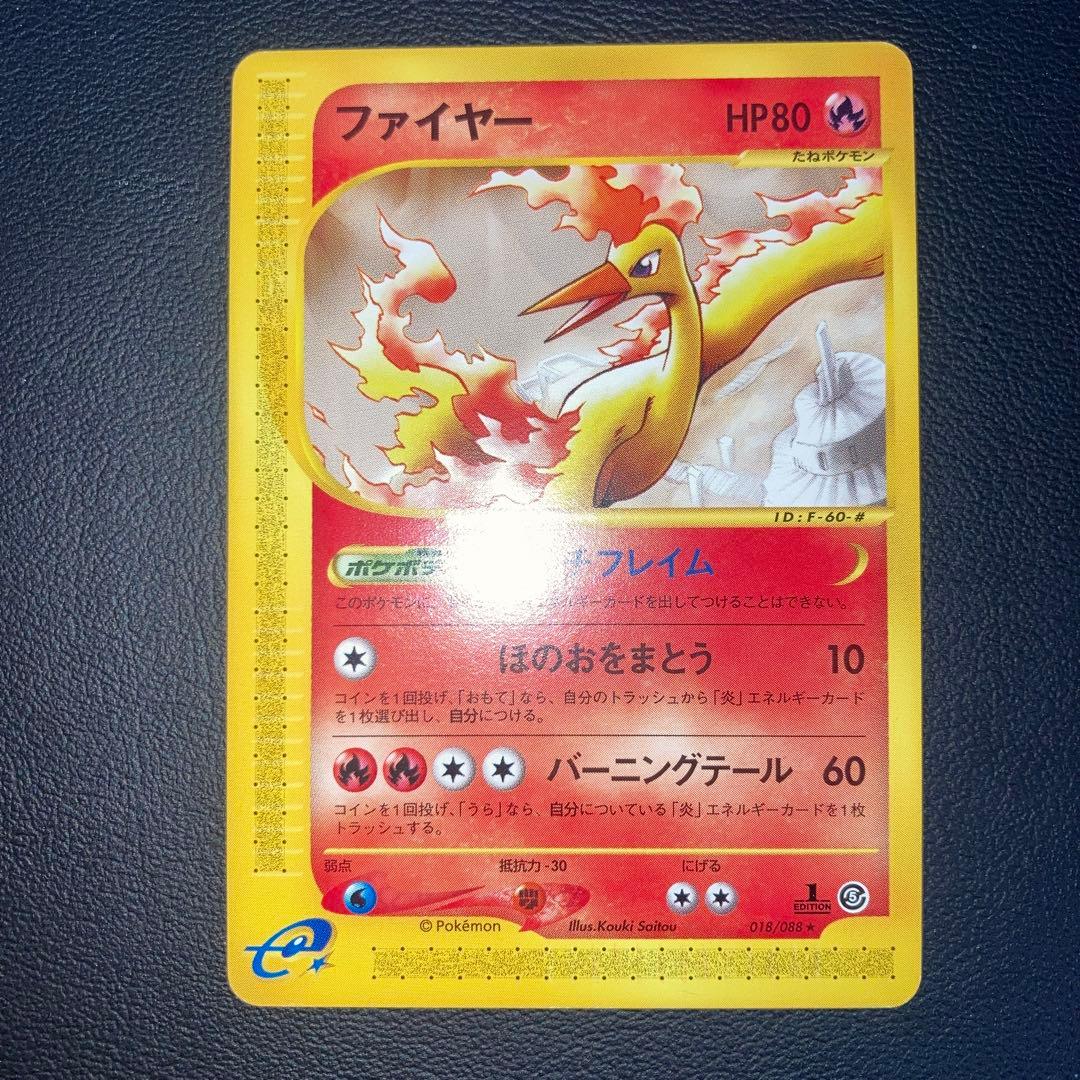 ファイヤー HP80
たねポケモン
ID : F-60-#
ポケボ フレイム
このポケモンに、 ルギーカードを出してつけることはできない。
ほのおをまとう 10
コインを1回投げ、「おもて」なら、自分のトラッシュから「炎」エネルギーカード
を1枚選び出し、自分につける。
バーニングテール 60
コインを1回投げ、「うら」なら、自分についている「炎」エネルギーカードを1枚
トラッシュする。
弱点 抵抗力 -30 にげる
1 EDITION 5
© Pokémon Illus.Kouki Saitou 018/088★
e